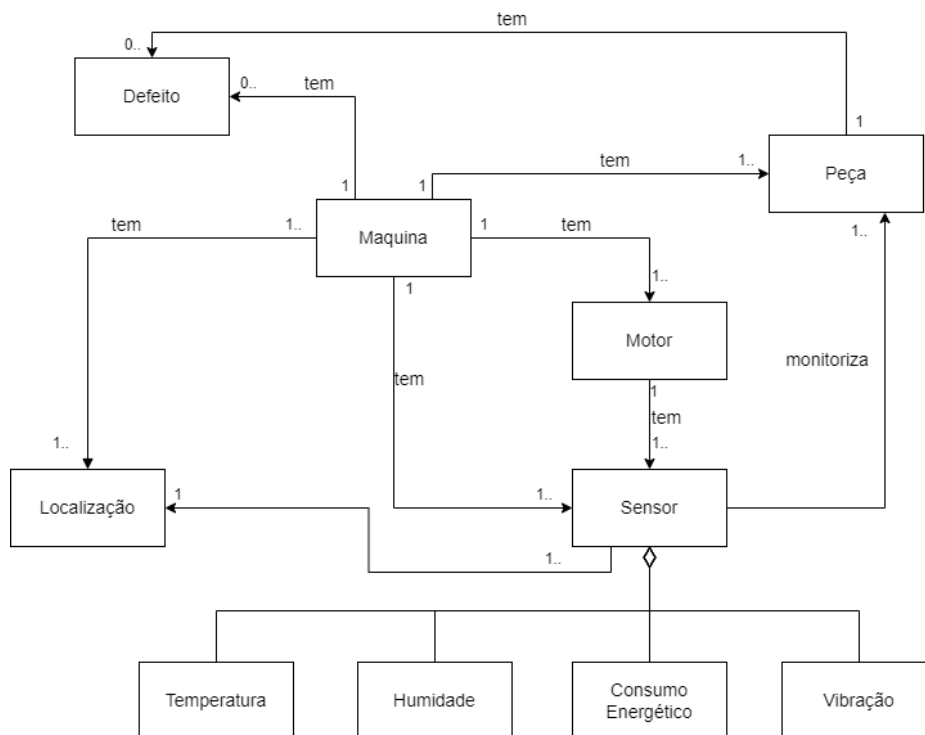 tem
0..
Defeito
0..
tem
1
tem
1..
Peça
1
1
tem
1..
Maquina
1
tem
1..
1
1..
Motor
monitoriza
tem
1
tem
1..
1..
Localização
1
1..
Sensor
1..
Temperatura
Humidade
Consumo
Energético
Vibração